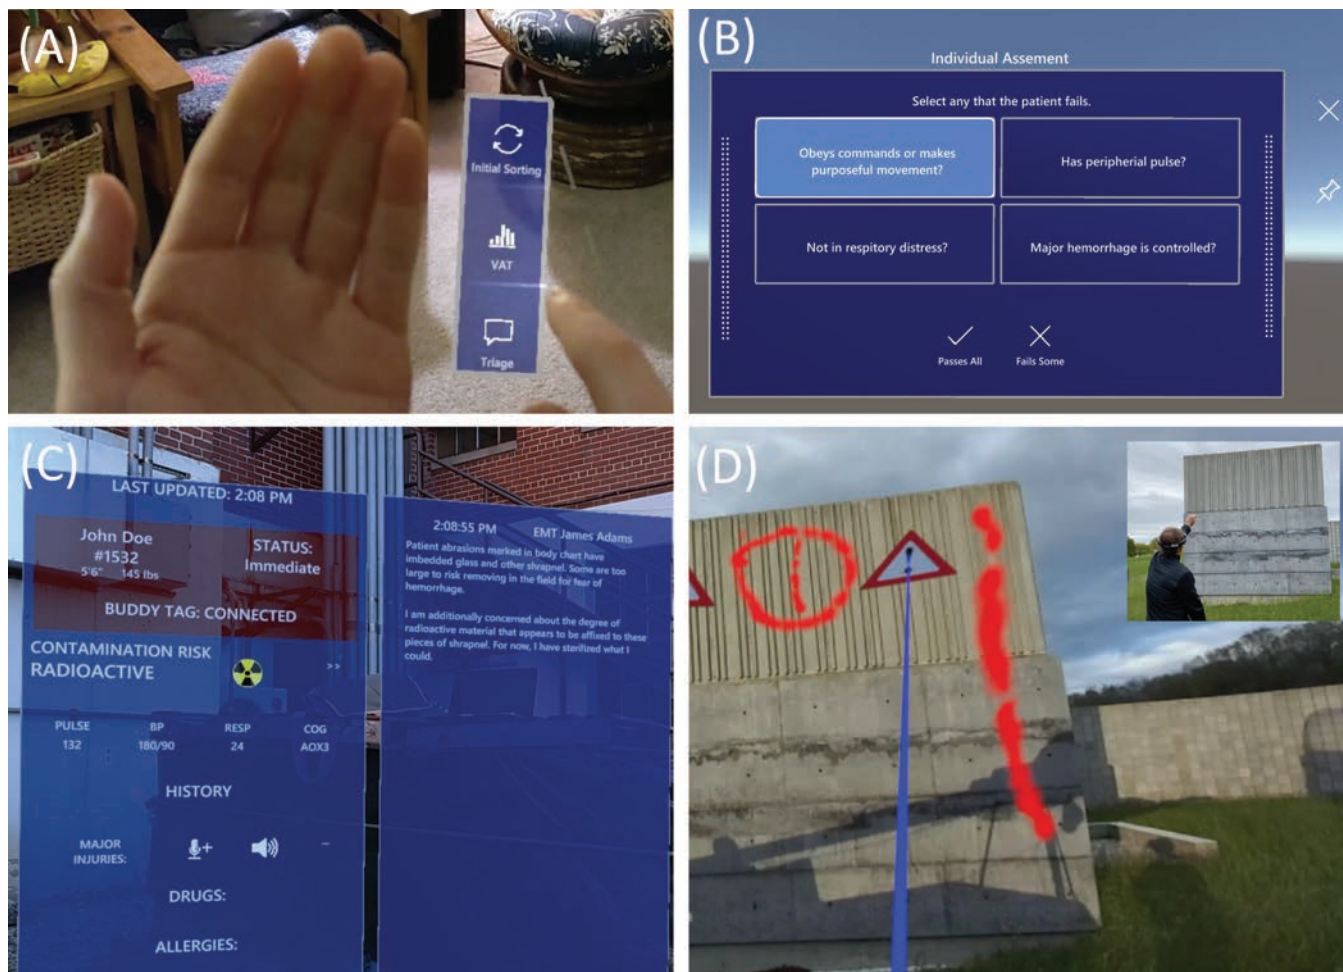 (A)
Initial Sorting
VAT
Triage
(B)
Individual Assement
Select any that the patient fails.
Obeys commands or makes
purposeful movement?
Has peripherial pulse?
Not in respitory distress?
Major hemorrhage is controlled?
Passes All
Fails Some
(C)
LAST UPDATED: 2:08 PM
John Doe
#1532
5'6" 145 lbs
STATUS:
Immediate
BUDDY TAG: CONNECTED
CONTAMINATION RISK
RADIOACTIVE
>>
PULSE BP RESP COG
132 180/90 24 AOX3
HISTORY
MAJOR
INJURIES:
DRUGS:
ALLERGIES:
2:08:55 PM EMT James Adams
Patient abrasions marked in body chart have
imbedded glass and other shrapnel. Some are too
large to risk removing in the field for fear of
hemorrhage.
I am additionally concerned about the degree of
radioactive material that appears to be affixed to these
pieces of shrapnel. For now, I have sterilized what I
could.
(D)